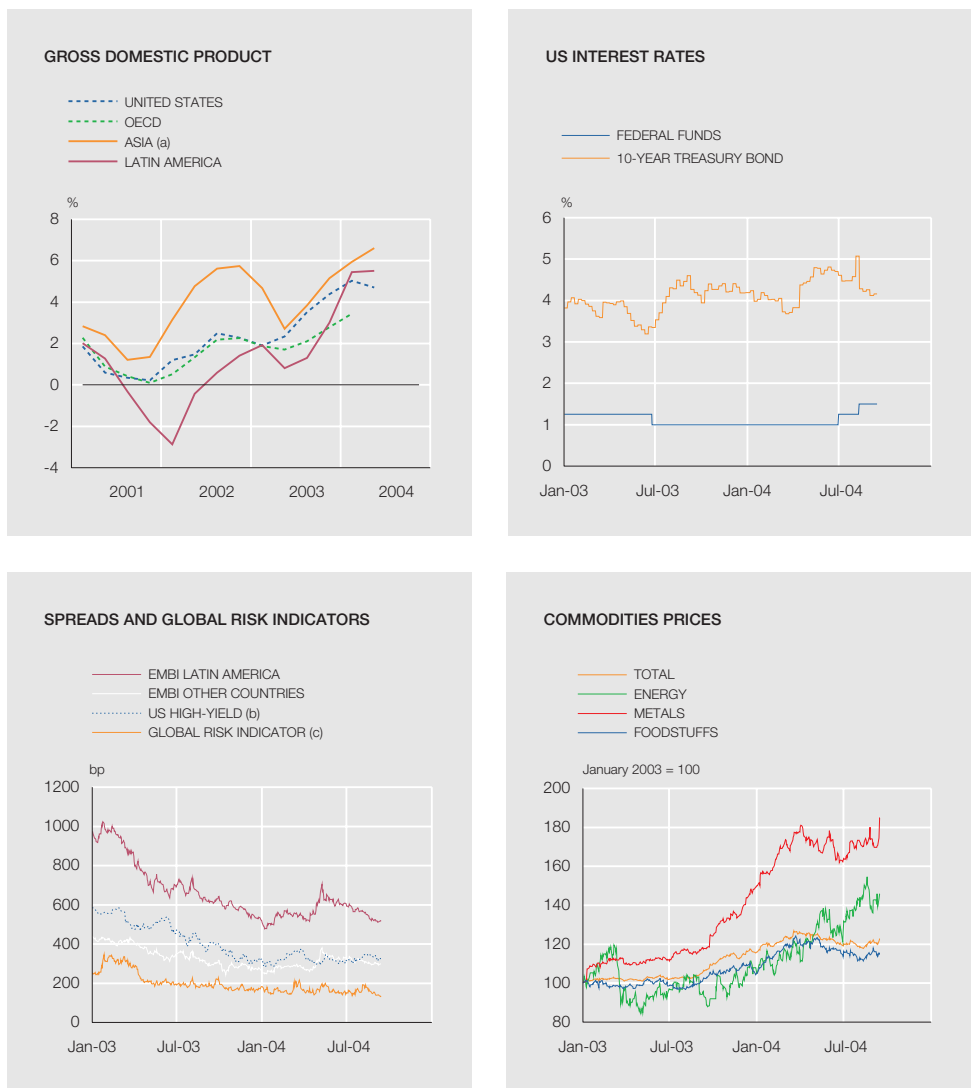 GROSS DOMESTIC PRODUCT
UNITED STATES
OECD
ASIA (a)
LATIN AMERICA
%
8
6
4
2
0
-2
-4
2001 2002 2003 2004
US INTEREST RATES
FEDERAL FUNDS
10-YEAR TREASURY BOND
%
6
5
4
3
2
1
0
Jan-03 Jul-03 Jan-04 Jul-04
SPREADS AND GLOBAL RISK INDICATORS
EMBI LATIN AMERICA
EMBI OTHER COUNTRIES
US HIGH-YIELD (b)
GLOBAL RISK INDICATOR (c)
bp
1200
1000
800
600
400
200
0
Jan-03 Jul-03 Jan-04 Jul-04
COMMODITIES PRICES
TOTAL
ENERGY
METALS
FOODSTUFFS
January 2003 = 100
200
180
160
140
120
100
80
Jan-03 Jul-03 Jan-04 Jul-04